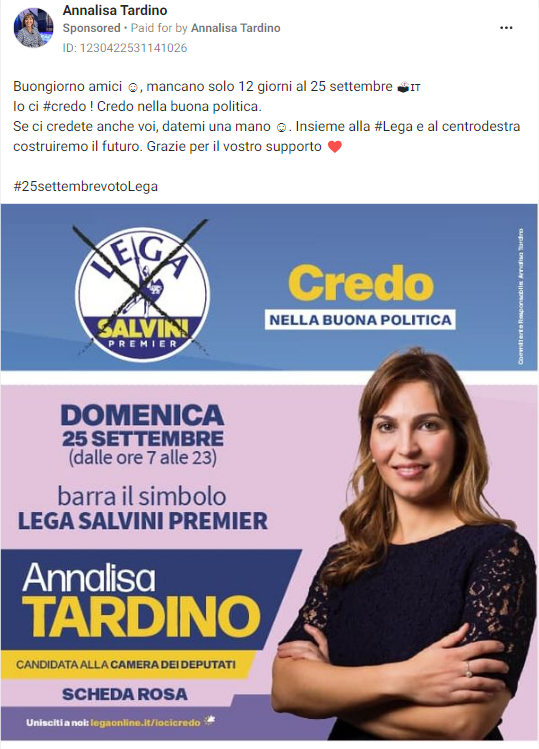 Annalisa Tardino
Sponsored • Paid for by Annalisa Tardino
ID: 1230422531141026
Buongiorno amici ☺, mancano solo 12 giorni al 25 settembre 🗳IT
Io ci #credo ! Credo nella buona politica.
Se ci credete anche voi, datemi una mano ☺. Insieme alla #Lega e al centrodestra
costruiremo il futuro. Grazie per il vostro supporto ❤️
#25settembrevotoLega
LEGA
SALVINI
PREMIER
Credo
NELLA BUONA POLITICA
Committente Responsabile: Annalisa Tardino
DOMENICA
25 SETTEMBRE
(dalle ore 7 alle 23)
barra il simbolo
LEGA SALVINI PREMIER
Annalisa
TARDINO
CANDIDATA ALLA CAMERA DEI DEPUTATI
SCHEDA ROSA
Unisciti a noi: legaonline.it/iocicredo